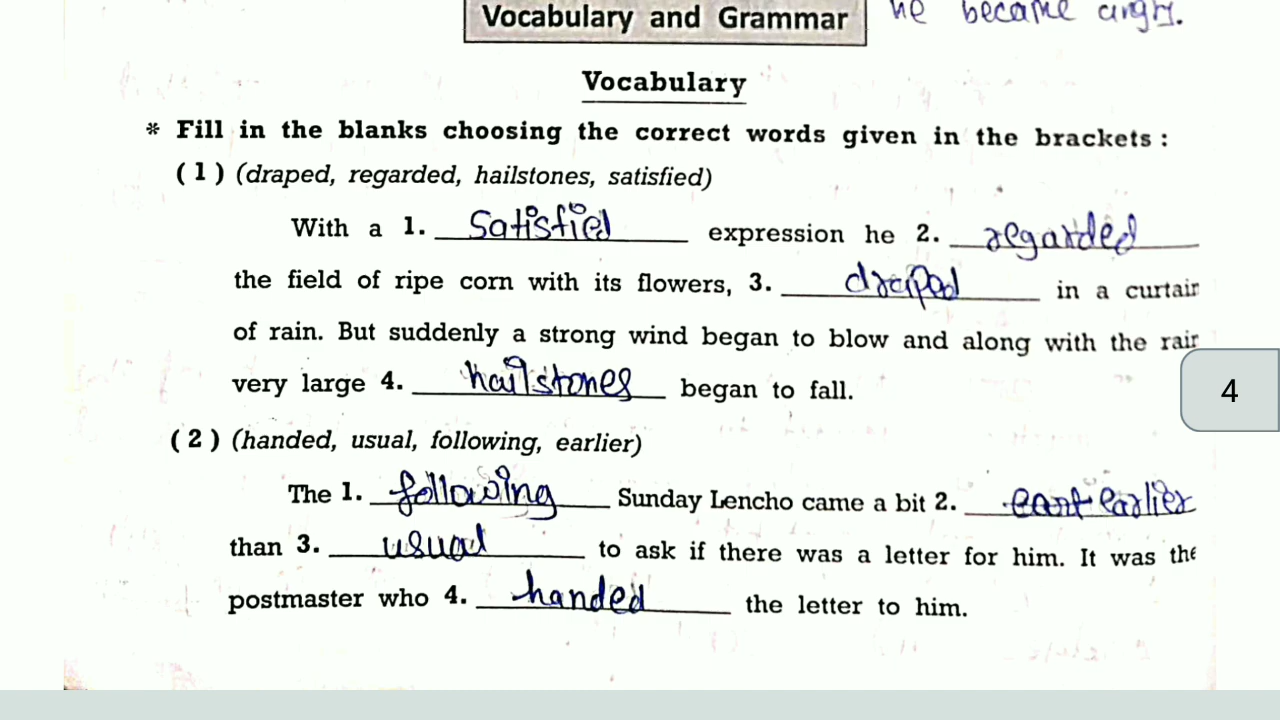 Vocabulary and Grammar he became angry.
Vocabulary
* Fill in the blanks choosing the correct words given in the brackets :
(1) (draped, regarded, hailstones, satisfied)
With a 1. Satisfied expression he 2. regarded
the field of ripe corn with its flowers, 3. draped in a curtain
of rain. But suddenly a strong wind began to blow and along with the rain
very large 4. hailstones began to fall.
4
(2) (handed, usual, following, earlier)
The 1. following Sunday Lencho came a bit 2. earlier
than 3. usual to ask if there was a letter for him. It was the
postmaster who 4. handed the letter to him.